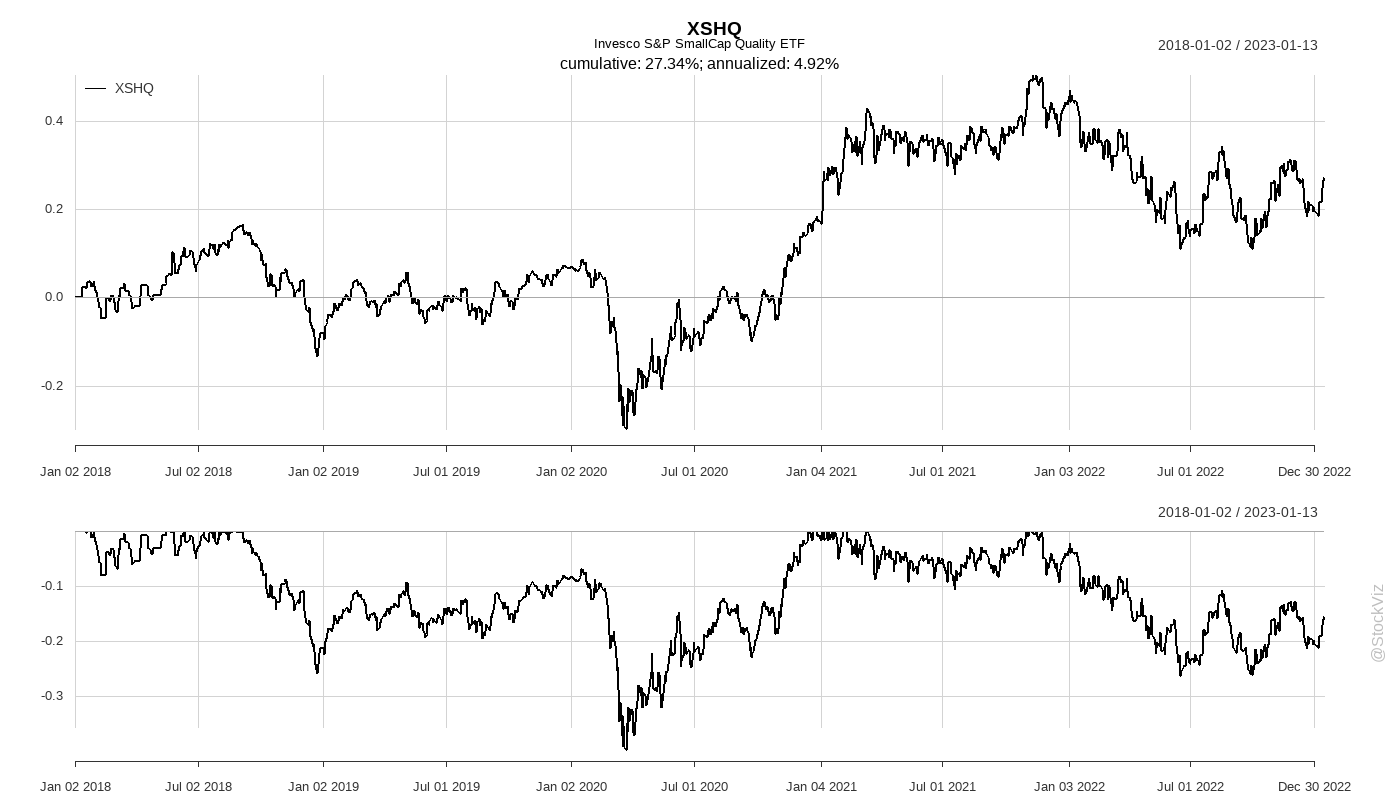 XSHQ
Invesco S&P SmallCap Quality ETF
cumulative: 27.34%; annualized: 4.92%
2018-01-02 / 2023-01-13
XSHQ
0.4
0.2
0.0
-0.2
Jan 02 2018 Jul 02 2018 Jan 02 2019 Jul 01 2019 Jan 02 2020 Jul 01 2020 Jan 04 2021 Jul 01 2021 Jan 03 2022 Jul 01 2022 Dec 30 2022
2018-01-02 / 2023-01-13
-0.1
-0.2
-0.3
Jan 02 2018 Jul 02 2018 Jan 02 2019 Jul 01 2019 Jan 02 2020 Jul 01 2020 Jan 04 2021 Jul 01 2021 Jan 03 2022 Jul 01 2022 Dec 30 2022
@StockViz